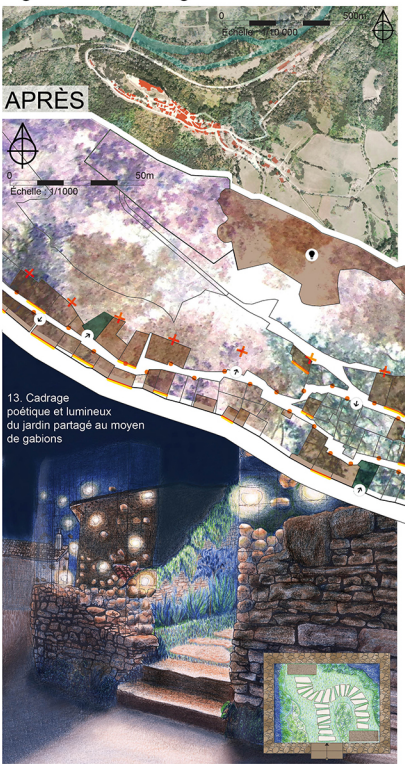 0 500m
Échelle : 1/10 000
APRÈS
0 50m
Échelle : 1/1000
13. Cadrage
poétique et lumineux
du jardin partagé au moyen
de gabions